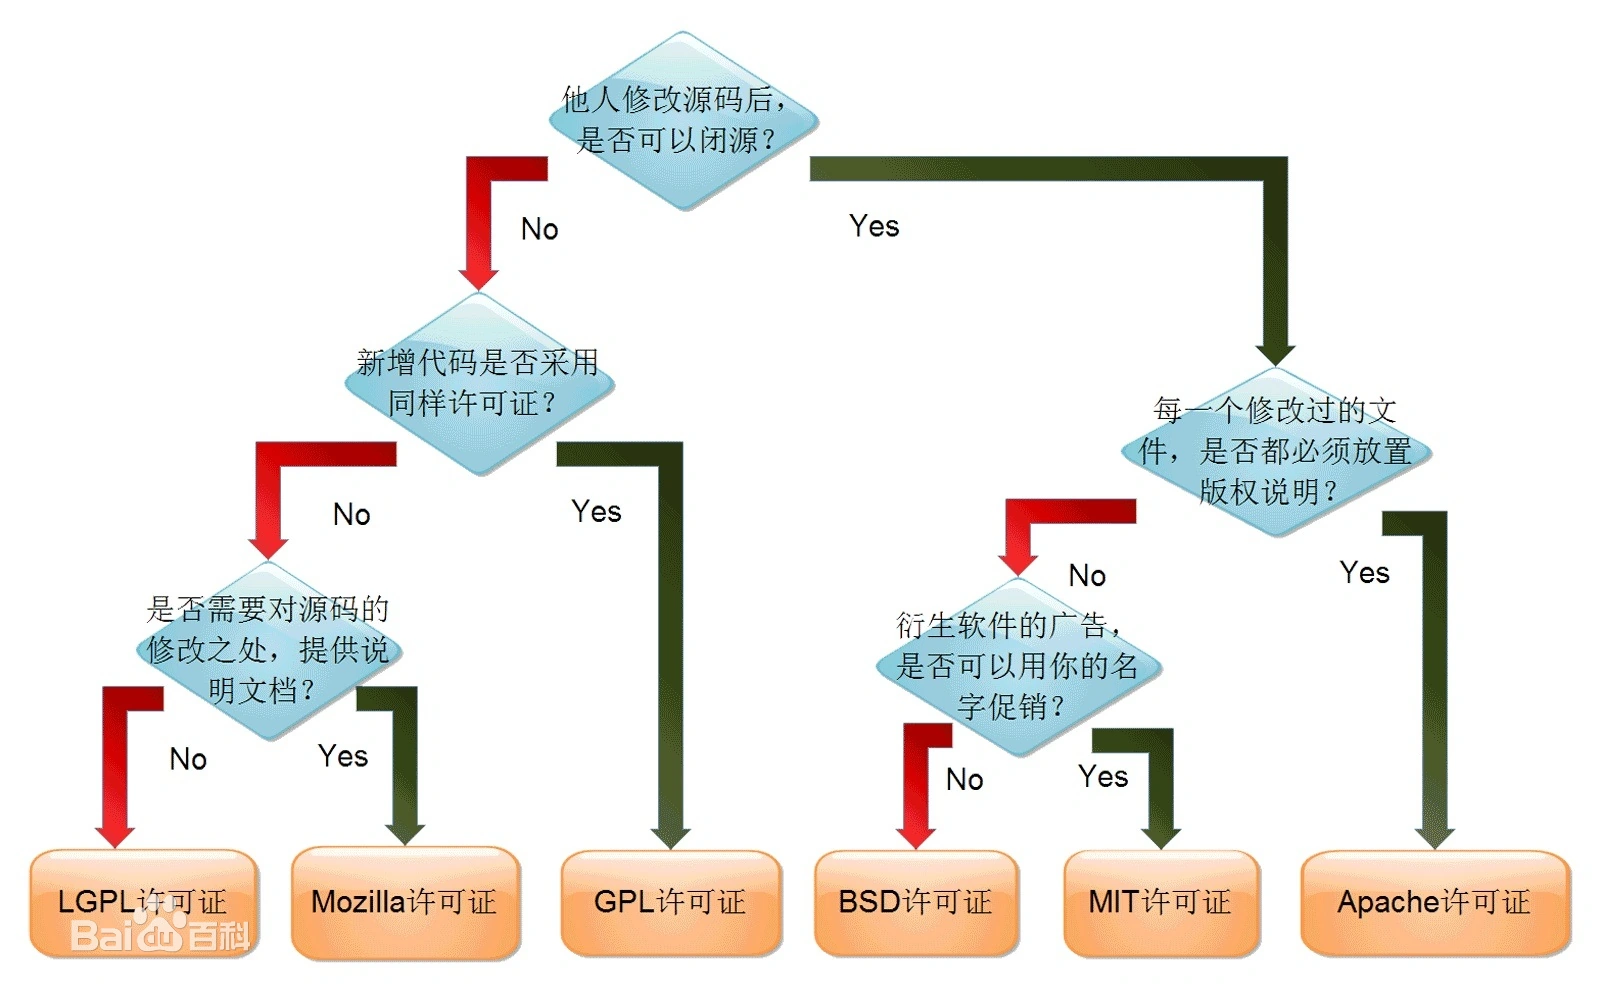 他人修改源码后，
是否可以闭源？
No
Yes
新增代码是否采用
同样许可证？
每一个修改过的文
件，是否都必须放置
版权说明？
No
Yes
No
Yes
是否需要对源码的
修改之处，提供说
明文档？
衍生软件的广告，
是否可以用你的名
字促销？
No
Yes
No
Yes
LGPL许可证
Mozilla许可证
GPL许可证
BSD许可证
MIT许可证
Apache许可证
Bai百科